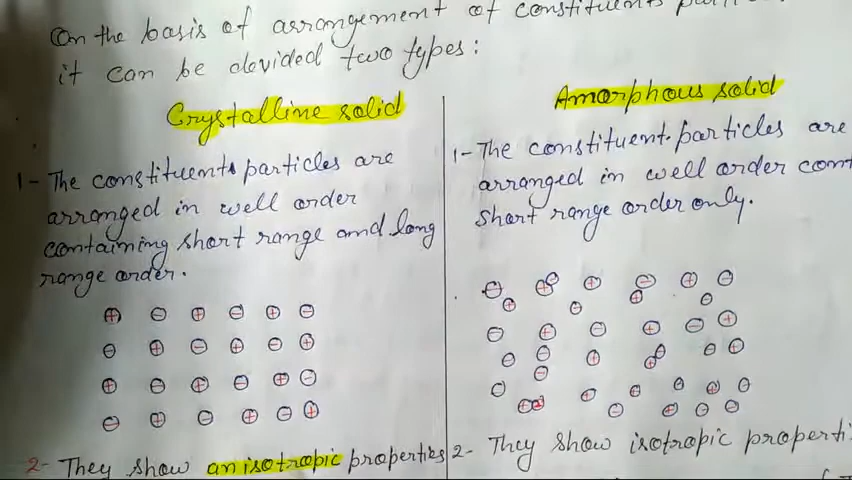 On the basis of arrangement of constituents
it can be devided two types:
Crystalline solid
1- The constituents particles are
arranged in well order
containing short range and long
range order.
2- They show anisotropic properties
Amorphous solid
1- The constituent particles are
arranged in well order
short range order only.
2- They show isotropic